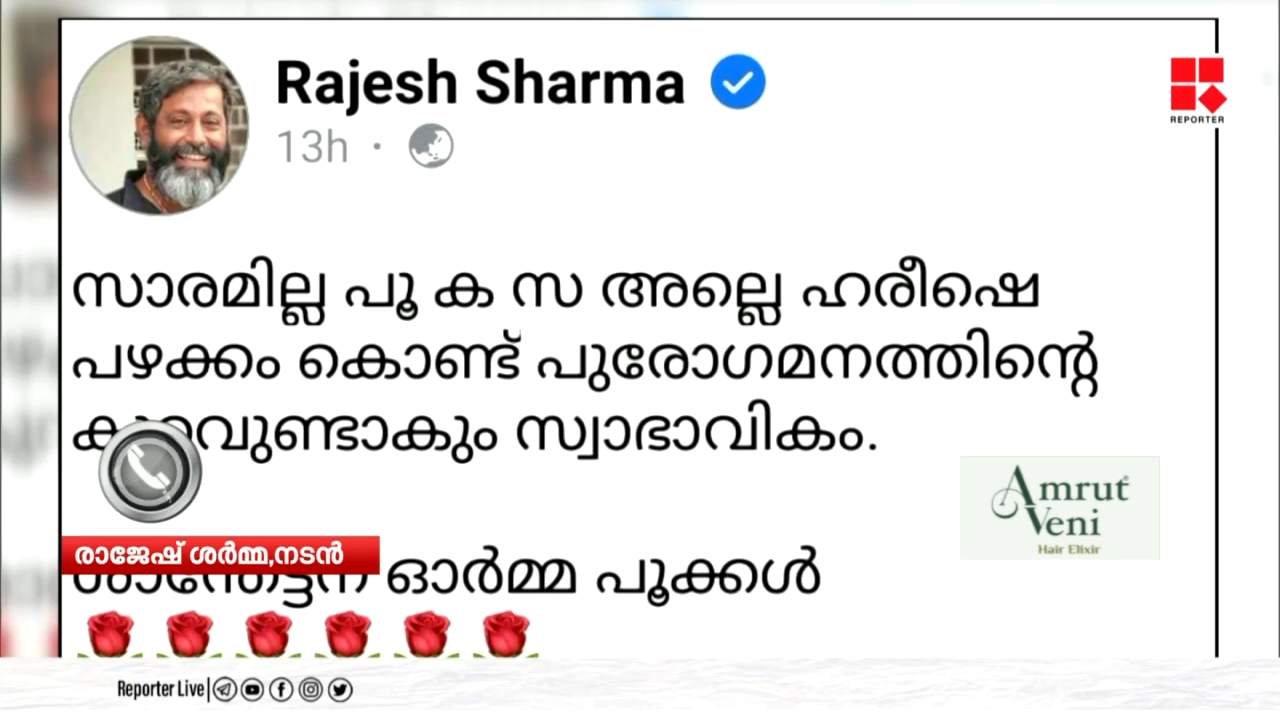 Rajesh Sharma
13h ·
REPORTER
സാരമില്ല പൂ ക സ അല്ലെ ഹരീഷെ
പഴക്കം കൊണ്ട് പുരോഗമനത്തിന്റെ
സ്വാഭാവികം.
Amrut
Veni
Hair Elixir
രാജേഷ് ശർമ്മ,നടൻ
ഓർമ്മ പൂക്കൾ
Reporter Live